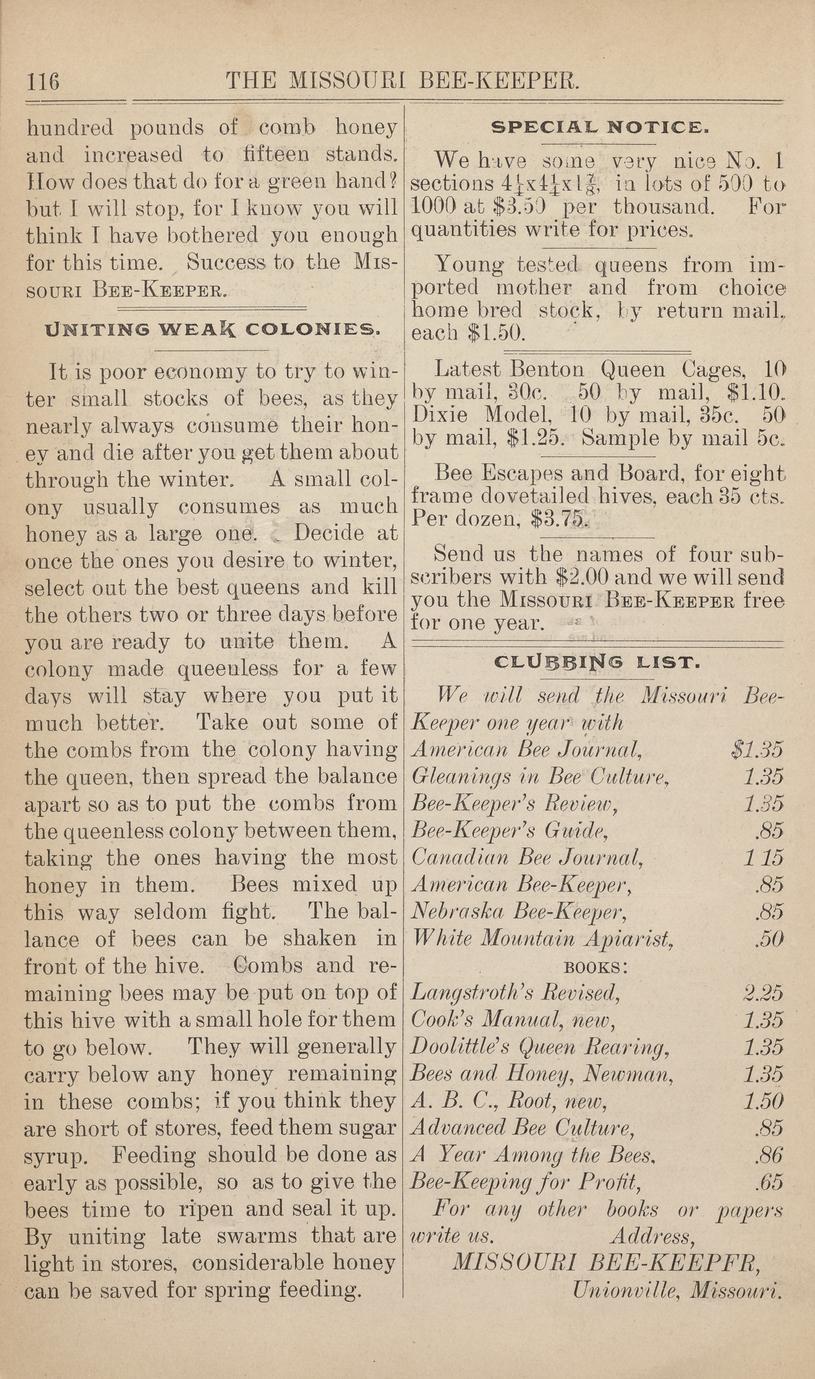 116 THE MISSOURI BEE-KEEPER.
hundred pounds of comb honey
and increased to fifteen stands.
How does that do for a green hand?
but I will stop, for I know you will
think I have bothered you enough
for this time. Success to the MIS-
SOURI BEE-KEEPER.
UNITING WEAK COLONIES.
It is poor economy to try to win-
ter small stocks of bees, as they
nearly always consume their hon-
ey and die after you get them about
through the winter. A small col-
ony usually consumes as much
honey as a large one. Decide at
once the ones you desire to winter,
select out the best queens and kill
the others two or three days before
you are ready to unite them. A
colony made queenless for a few
days will stay where you put it
much better. Take out some of
the combs from the colony having
the queen, then spread the balance
apart so as to put the combs from
the queenless colony between them,
taking the ones having the most
honey in them. Bees mixed up
this way seldom fight. The bal-
lance of bees can be shaken in
front of the hive. Combs and re-
maining bees may be put on top of
this hive with a small hole for them
to go below. They will generally
carry below any honey remaining
in these combs; if you think they
are short of stores, feed them sugar
syrup. Feeding should be done as
early as possible, so as to give the
bees time to ripen and seal it up.
By uniting late swarms that are
light in stores, considerable honey
can be saved for spring feeding.
SPECIAL NOTICE.
We have some very nice No. 1
sections 4¼x4¼x1⅞, in lots of 500 to
1000 at $3.50 per thousand. For
quantities write for prices.
Young tested queens from im-
ported mother and from choice
home bred stock, by return mail,
each $1.50.
Latest Benton Queen Cages, 10
by mail, 30c. 50 by mail, $1.10.
Dixie Model, 10 by mail, 35c. 50
by mail, $1.25. Sample by mail 5c.
Bee Escapes and Board, for eight
frame dovetailed hives, each 35 cts.
Per dozen, $3.75.
Send us the names of four sub-
scribers with $2.00 and we will send
you the MISSOURI BEE-KEEPER free
for one year.
CLUBBING LIST.
We will send the Missouri Bee-
Keeper one year with
American Bee Journal, $1.35
Gleanings in Bee Culture, 1.35
Bee-Keeper's Review, 1.35
Bee-Keeper's Guide, .85
Canadian Bee Journal, 1 15
American Bee-Keeper, .85
Nebraska Bee-Keeper, .85
White Mountain Apiarist, .50
BOOKS:
Langstroth's Revised, 2.25
Cook's Manual, new, 1.35
Doolittle's Queen Rearing, 1.35
Bees and Honey, Newman, 1.35
A. B. C., Root, new, 1.50
Advanced Bee Culture, .85
A Year Among the Bees, .86
Bee-Keeping for Profit, .65
For any other books or papers
write us. Address,
MISSOURI BEE-KEEPER,
Unionville, Missouri.